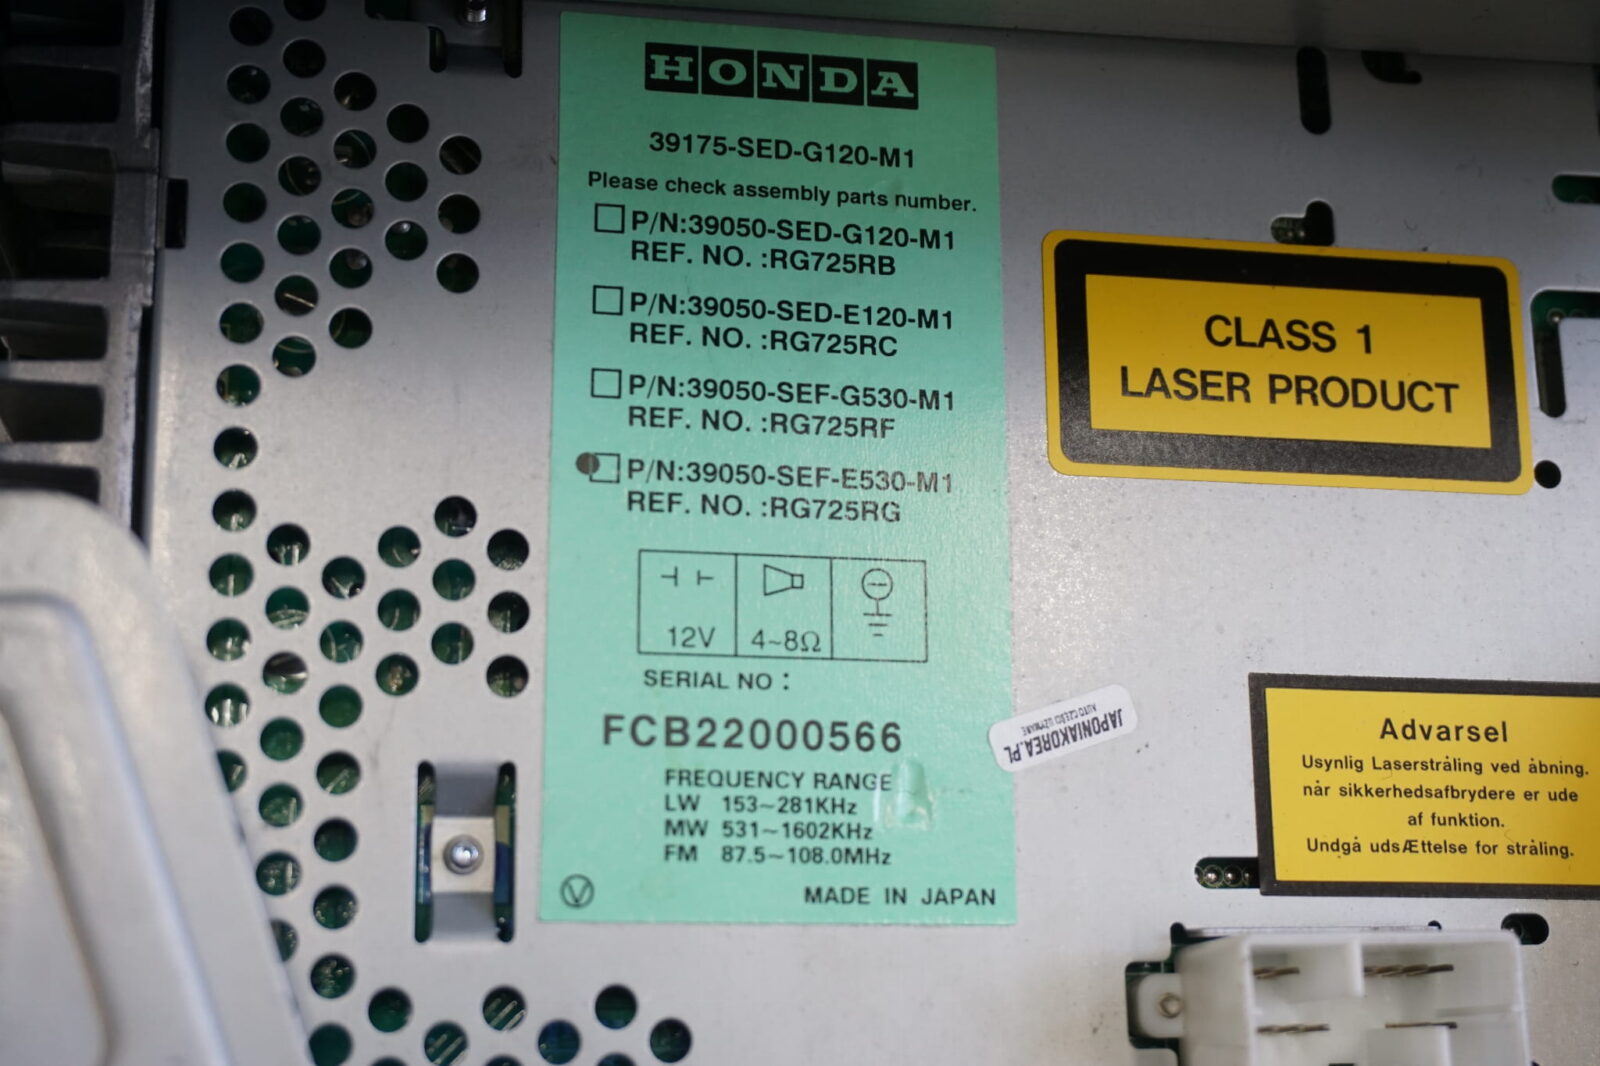 HONDA
39175-SED-G120-M1
Please check assembly parts number.
P/N:39050-SED-G120-M1
REF. NO. :RG725RB
P/N:39050-SED-E120-M1
REF. NO. :RG725RC
P/N:39050-SEF-G530-M1
REF. NO. :RG725RF
P/N:39050-SEF-E530-M1
REF. NO. :RG725RG
12V 4~8Ω
SERIAL NO :
FCB22000566
FREQUENCY RANGE
LW 153~281KHz
MW 531~1602KHz
FM 87.5~108.0MHz
V
MADE IN JAPAN
CLASS 1
LASER PRODUCT
JAPONIAKOREA.PL
AUTO CZĘŚCI UŻYWANE
Advarsel
Usynlig Laserstråling ved åbning.
når sikkerhedsafbrydere er ude
af funktion.
Undgå udsÆttelse for stråling.